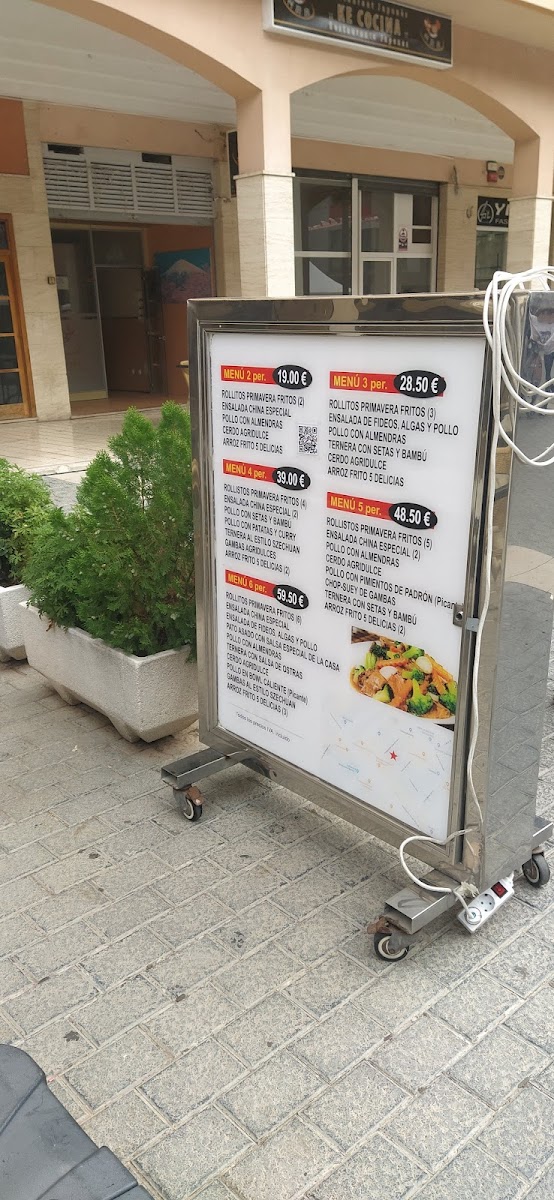 KE COCINA
MENÚ 2 per. 19.00 €
ROLLITOS PRIMAVERA FRITOS (2)
ENSALADA CHINA ESPECIAL
POLLO CON ALMENDRAS
CERDO AGRIDULCE
ARROZ FRITO 5 DELICIAS
MENÚ 4 per. 39.00 €
ROLLISTOS PRIMAVERA FRITOS (4)
ENSALADA CHINA ESPECIAL (2)
POLLO CON SETAS Y BAMBÚ
POLLO CON PATATAS Y CURRY
TERNERA AL ESTILO SZECHUAN
GAMBAS AGRIDULCES
ARROZ FRITO 5 DELICIAS (2)
MENÚ 6 per. 59.50 €
ROLLITOS PRIMAVERA FRITOS (6)
ENSALADA CHINA ESPECIAL
ENSALADA DE FIDEOS, ALGAS Y POLLO
PATO ASADO CON SALSA ESPECIAL DE LA CASA
POLLO CON ALMENDRAS
TERNERA CON SALSA DE OSTRAS
CERDO AGRIDULCE
POLLO EN BOWL CALIENTE (Picante)
GAMBAS AL ESTILO SZECHUAN
ARROZ FRITO 5 DELICIAS (3)
MENÚ 3 per. 28.50 €
ROLLITOS PRIMAVERA FRITOS (3)
ENSALADA DE FIDEOS, ALGAS Y POLLO
POLLO CON ALMENDRAS
TERNERA CON SETAS Y BAMBÚ
CERDO AGRIDULCE
ARROZ FRITO 5 DELICIAS
MENÚ 5 per. 48.50 €
ROLLISTOS PRIMAVERA FRITOS (5)
ENSALADA CHINA ESPECIAL (2)
POLLO CON ALMENDRAS
CERDO AGRIDULCE
POLLO CON PIMIENTOS DE PADRÓN (Pican
CHOP-SUEY DE GAMBAS
TERNERA CON SETAS Y BAMBÚ
ARROZ FRITO 5 DELICIAS (2)